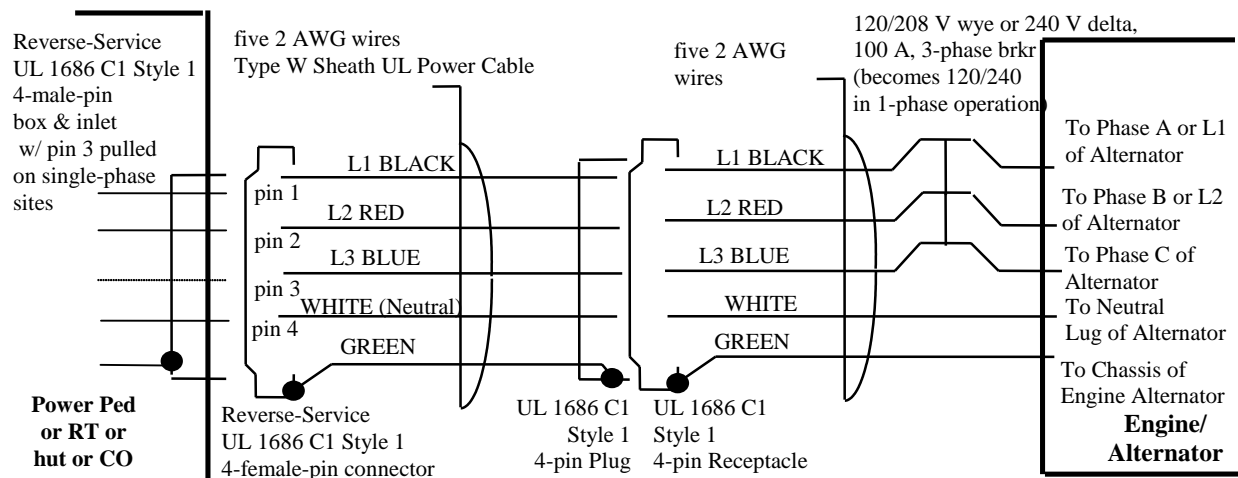 Reverse-Service
UL 1686 C1 Style 1
4-male-pin
box & inlet
w/ pin 3 pulled
on single-phase
sites
five 2 AWG wires
Type W Sheath UL Power Cable
five 2 AWG
wires
120/208 V wye or 240 V delta,
100 A, 3-phase brkr
(becomes 120/240
in 1-phase operation)
L1 BLACK
pin 1
L2 RED
pin 2
L3 BLUE
pin 3
WHITE (Neutral)
pin 4
GREEN
L1 BLACK
L2 RED
L3 BLUE
WHITE
GREEN
To Phase A or L1
of Alternator
To Phase B or L2
of Alternator
To Phase C of
Alternator
To Neutral
Lug of Alternator
To Chassis of
Engine Alternator
Engine/
Alternator
Power Ped
or RT or
hut or CO
Reverse-Service
UL 1686 C1 Style 1
4-female-pin connector
UL 1686 C1
Style 1
4-pin Plug
UL 1686 C1
Style 1
4-pin Receptacle